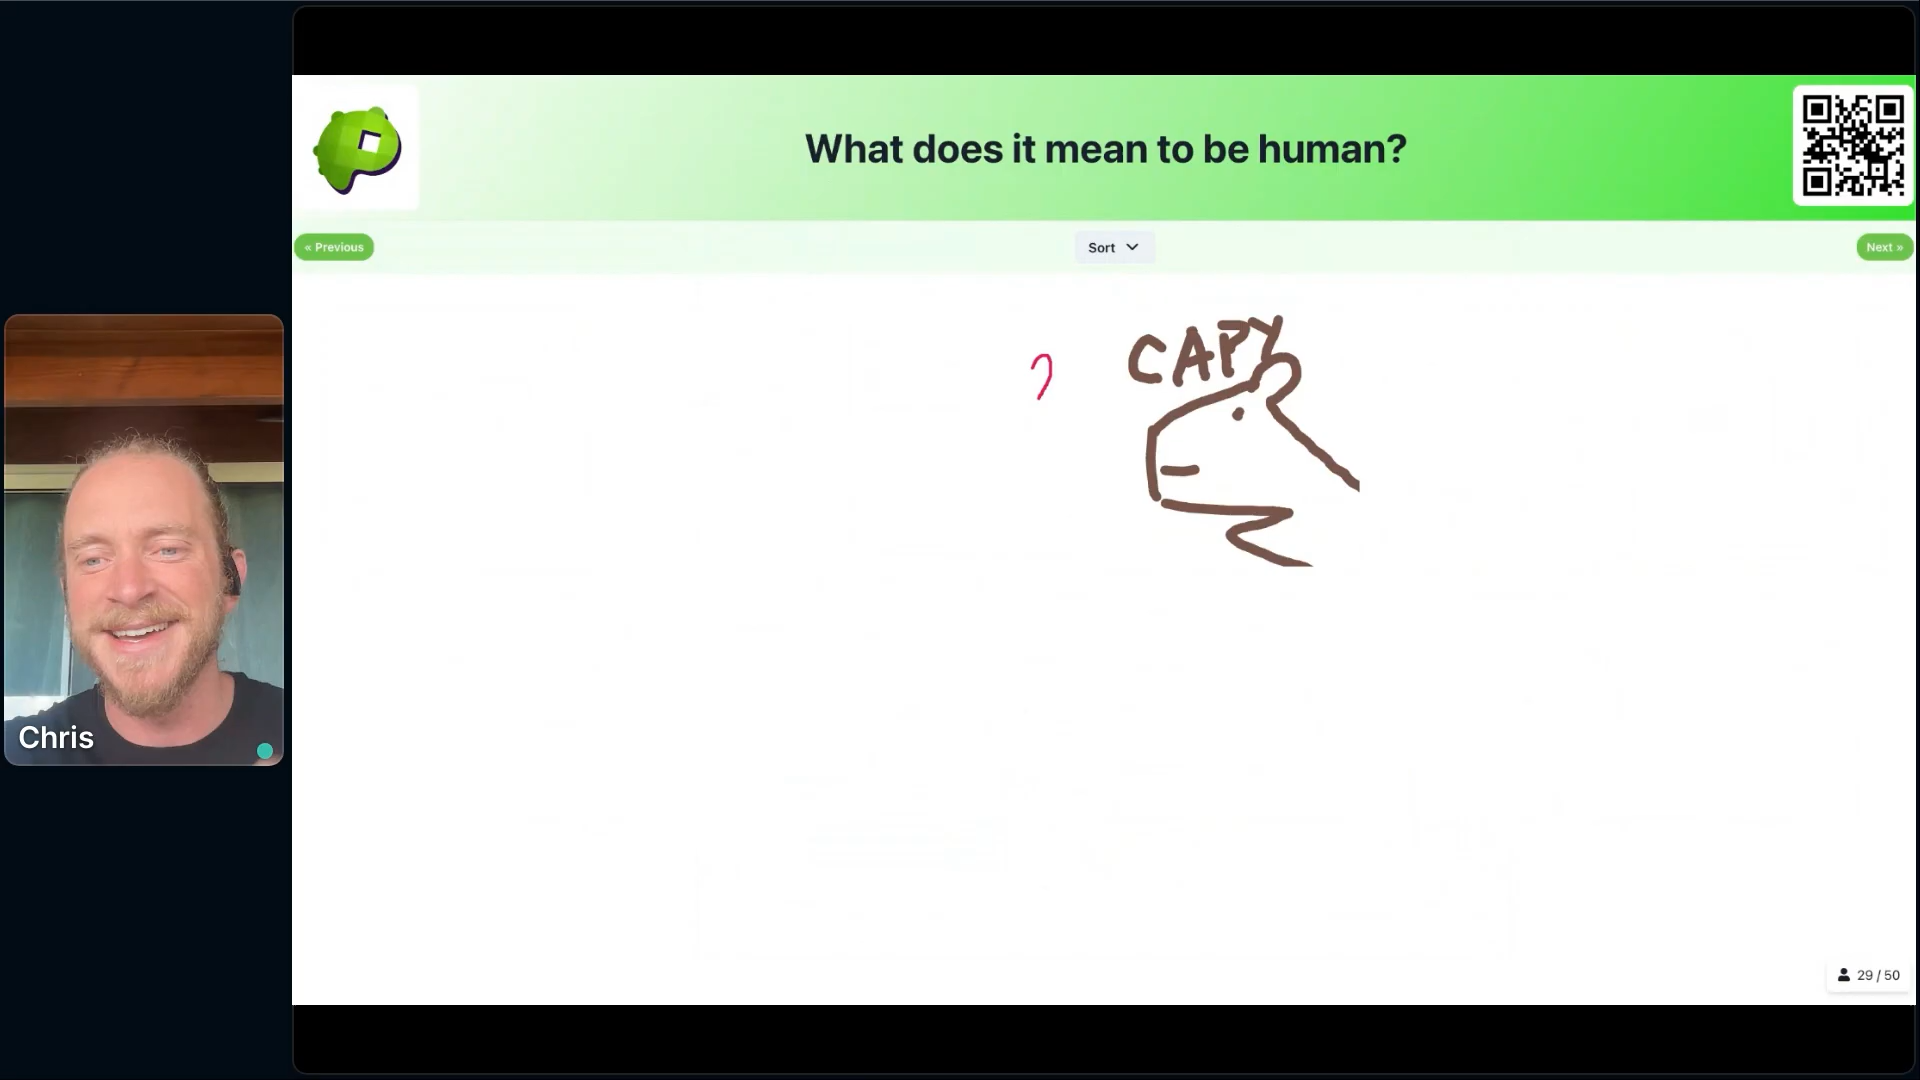 What does it mean to be human?
« Previous
Sort
Next »
CAPY
Chris
29 / 50